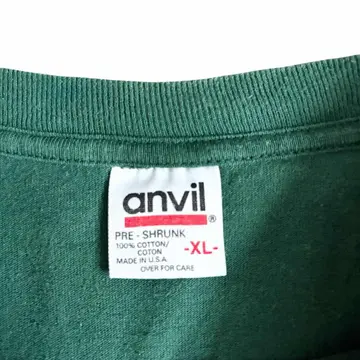 anvil®
PRE - SHRUNK
100% COTTON/
COTON
-XL-
MADE IN U.S.A.
OVER FOR CARE